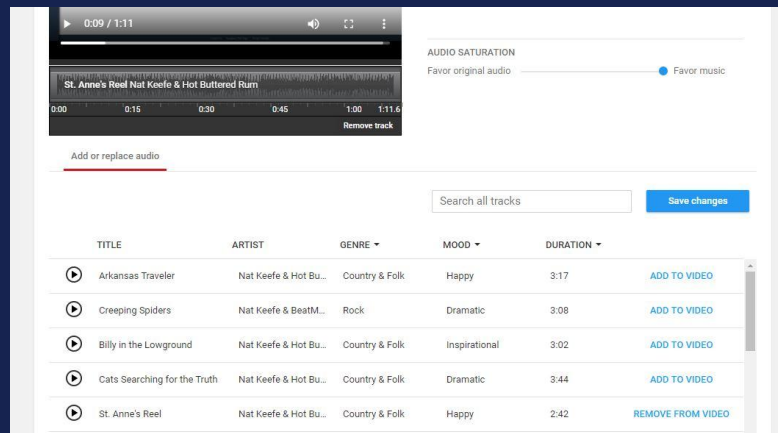 0:09 / 1:11
AUDIO SATURATION
Favor original audio
Favor music
St. Anne's Reel Nat Keefe & Hot Buttered Rum
0:00 0:15 0:30 0:45 1:00 1:11.6
Remove track
Add or replace audio
Search all tracks
Save changes
TITLE ARTIST GENRE MOOD DURATION
Arkansas Traveler Nat Keefe & Hot Bu... Country & Folk Happy 3:17 ADD TO VIDEO
Creeping Spiders Nat Keefe & BeatM... Rock Dramatic 3:08 ADD TO VIDEO
Billy in the Lowground Nat Keefe & Hot Bu... Country & Folk Inspirational 3:02 ADD TO VIDEO
Cats Searching for the Truth Nat Keefe & Hot Bu... Country & Folk Dramatic 3:44 ADD TO VIDEO
St. Anne's Reel Nat Keefe & Hot Bu... Country & Folk Happy 2:42 REMOVE FROM VIDEO